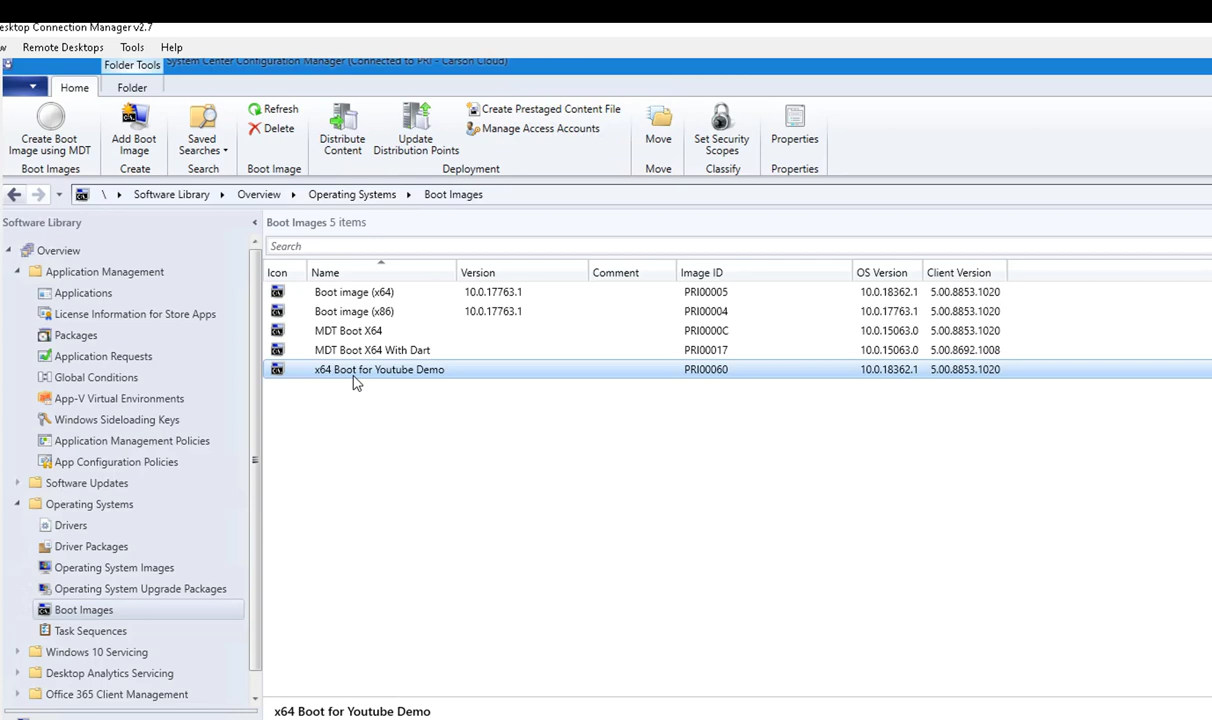 esktop Connection Manager v2.7
w Remote Desktops Tools Help
Folder Tools System Center Configuration Manager (Connected to PRI - Carson Cloud)
Home Folder
Create Boot Image using MDT
Boot Images
Add Boot Image
Create
Saved Searches
Search
Refresh
Delete
Boot Image
Distribute Content
Update Distribution Points
Create Prestaged Content File
Manage Access Accounts
Deployment
Move
Move
Set Security Scopes
Classify
Properties
Properties
\ Software Library Overview Operating Systems Boot Images
Software Library
Overview
Application Management
Applications
License Information for Store Apps
Packages
Application Requests
Global Conditions
App-V Virtual Environments
Windows Sideloading Keys
Application Management Policies
App Configuration Policies
Software Updates
Operating Systems
Drivers
Driver Packages
Operating System Images
Operating System Upgrade Packages
Boot Images
Task Sequences
Windows 10 Servicing
Desktop Analytics Servicing
Office 365 Client Management
Boot Images 5 items
Search
Icon Name Version Comment Image ID OS Version Client Version
Boot image (x64) 10.0.17763.1 PRI00005 10.0.18362.1 5.00.8853.1020
Boot image (x86) 10.0.17763.1 PRI00004 10.0.17763.1 5.00.8853.1020
MDT Boot X64 PRI0000C 10.0.15063.0 5.00.8853.1020
MDT Boot X64 With Dart PRI00017 10.0.15063.0 5.00.8692.1008
x64 Boot for Youtube Demo PRI00060 10.0.18362.1 5.00.8853.1020
x64 Boot for Youtube Demo